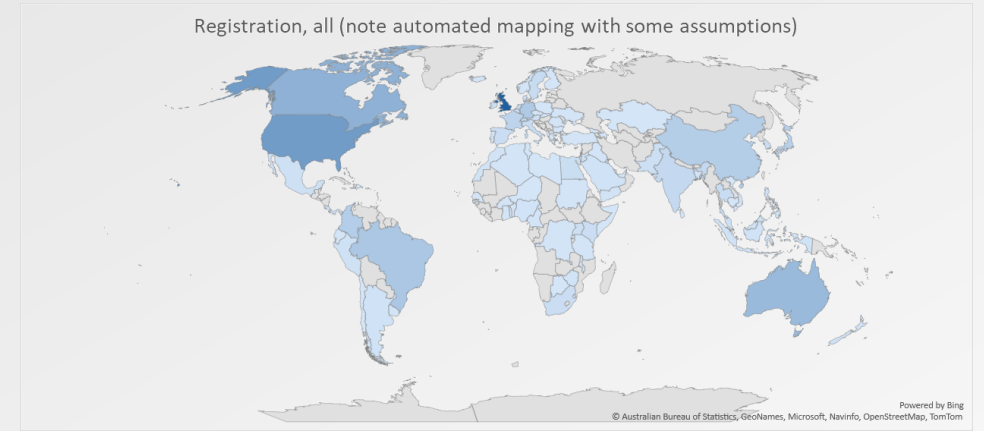 Registration, all (note automated mapping with some assumptions)
Powered by Bing
© Australian Bureau of Statistics, GeoNames, Microsoft, Navinfo, OpenStreetMap, TomTom